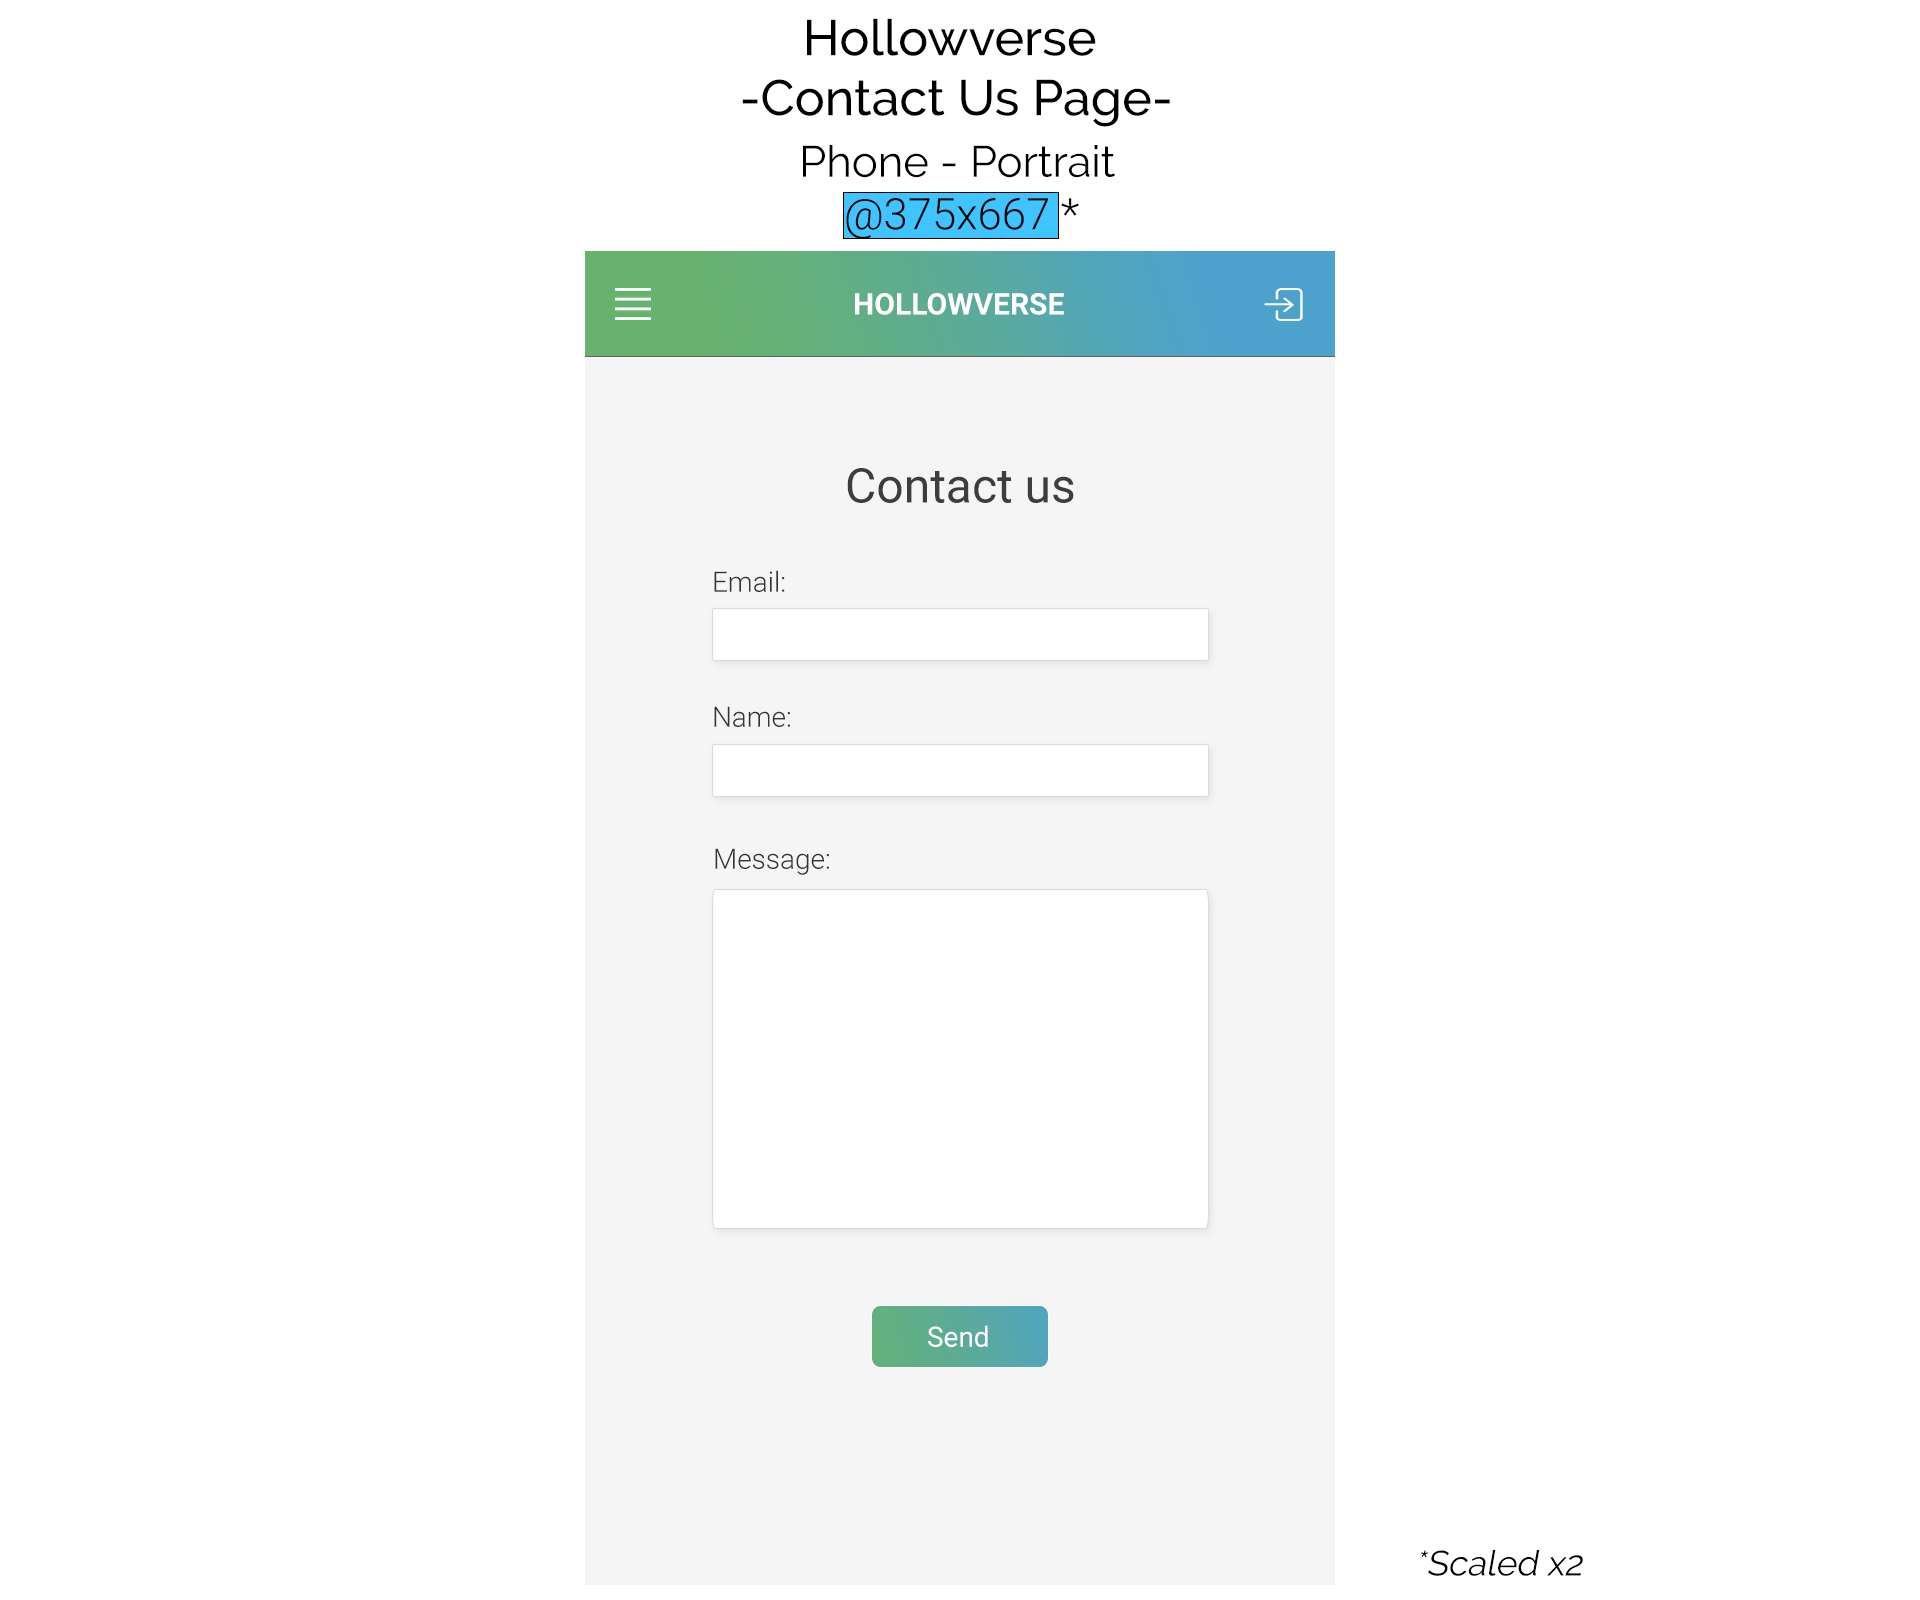 Hollowverse
-Contact Us Page-
Phone - Portrait
@375x667 *
HOLLOWVERSE
Contact us
Email:
Name:
Message:
Send
*Scaled x2